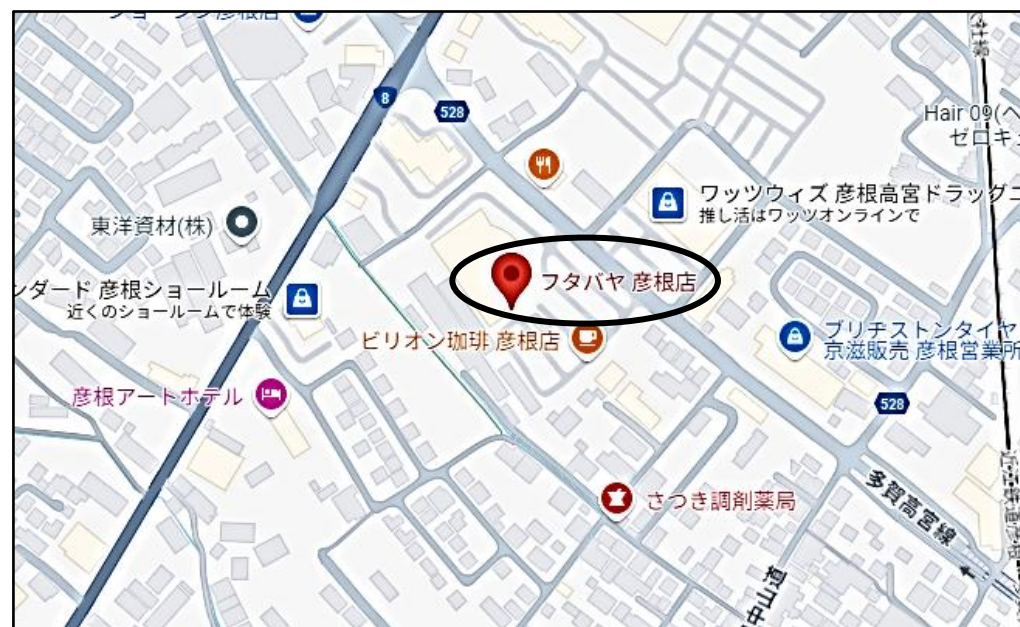 8
528
Hair 09(ヘ
ゼロキュ
ワッツウィズ 彦根高宮ドラッグユ
推し活はワッツオンラインで
東洋資材(株)
フタバヤ 彦根店
ンダード 彦根ショールーム
近くのショールームで体験
ビリオン珈琲 彦根店
ブリヂストンタイヤ
京滋販売 彦根営業所
彦根アートホテル
528
さつき調剤薬局
多賀高宮線
中山道